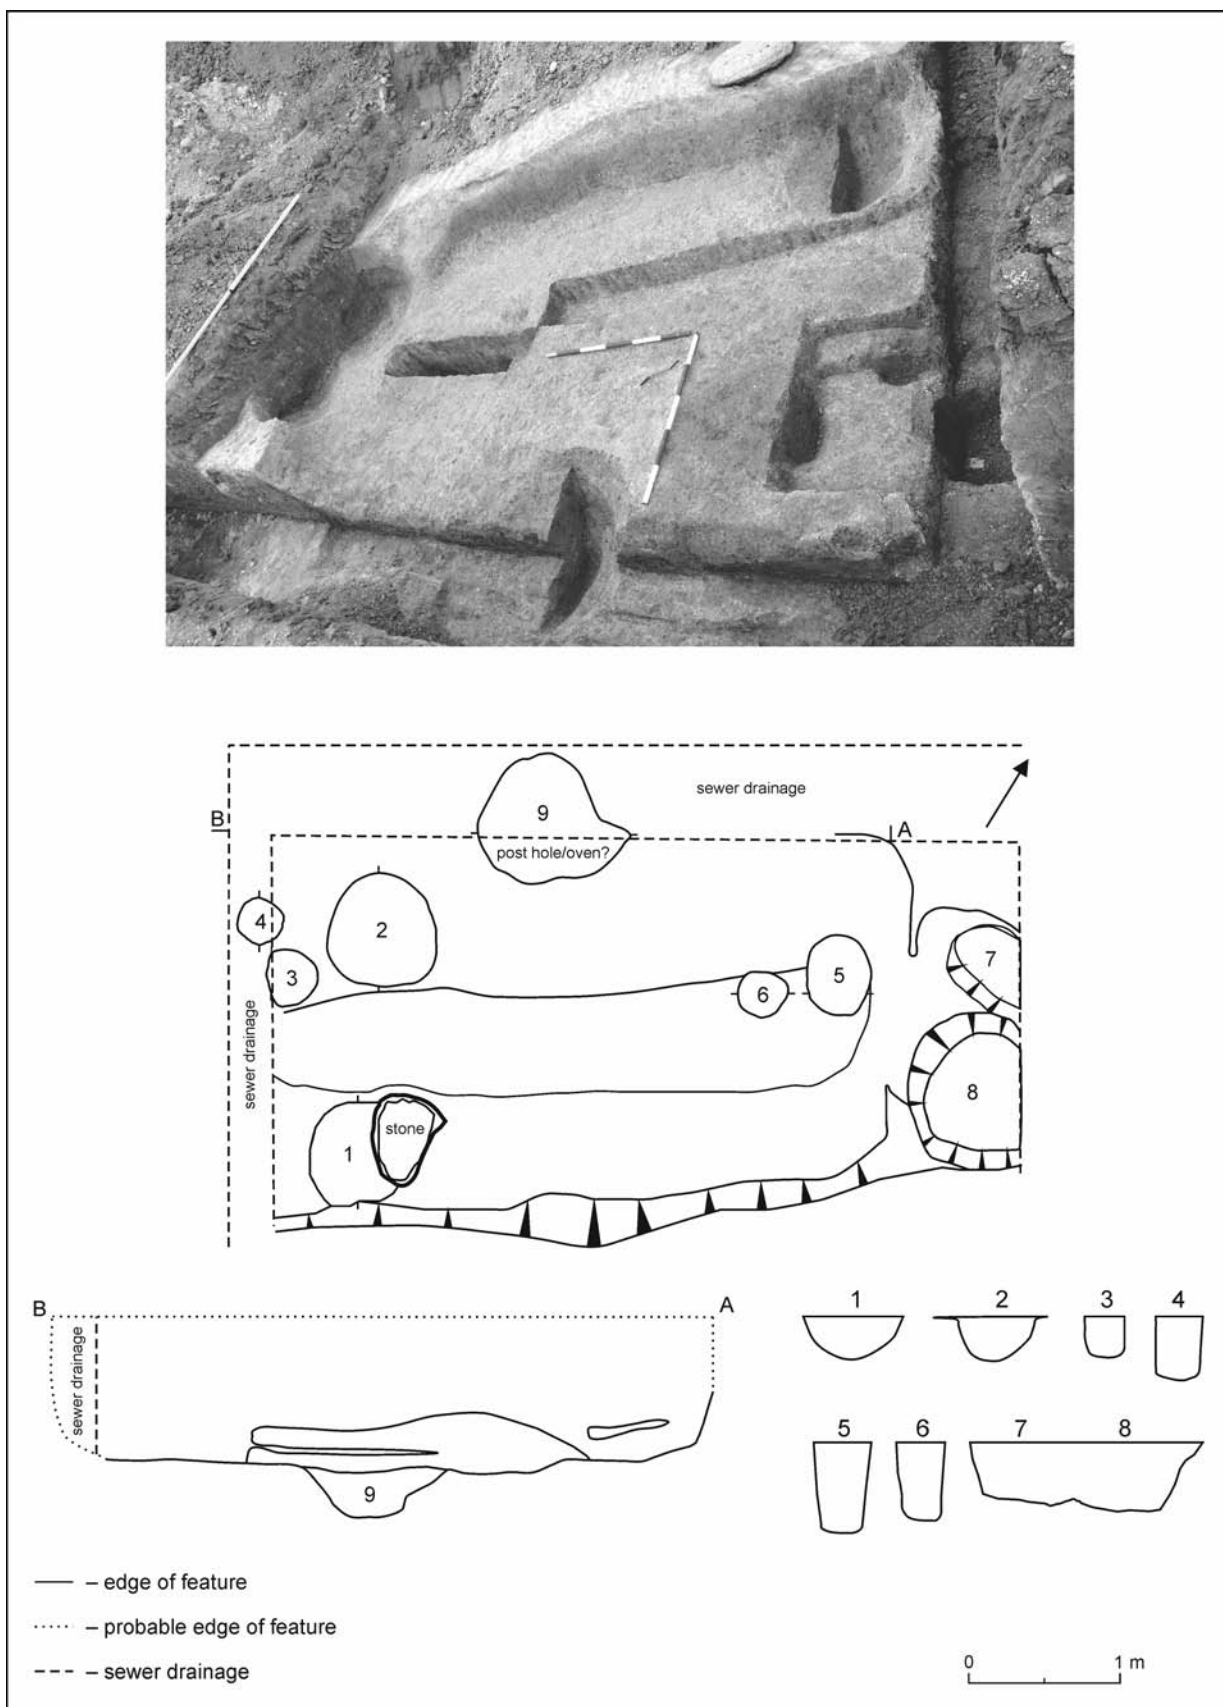 sewer drainage
B
9
A
post hole/oven?
4
2
3
5
7
6
sewer drainage
8
stone
1
B
A
1 2 3 4
sewer drainage
5 6 7 8
9
– edge of feature
– probable edge of feature
– sewer drainage
0 1 m